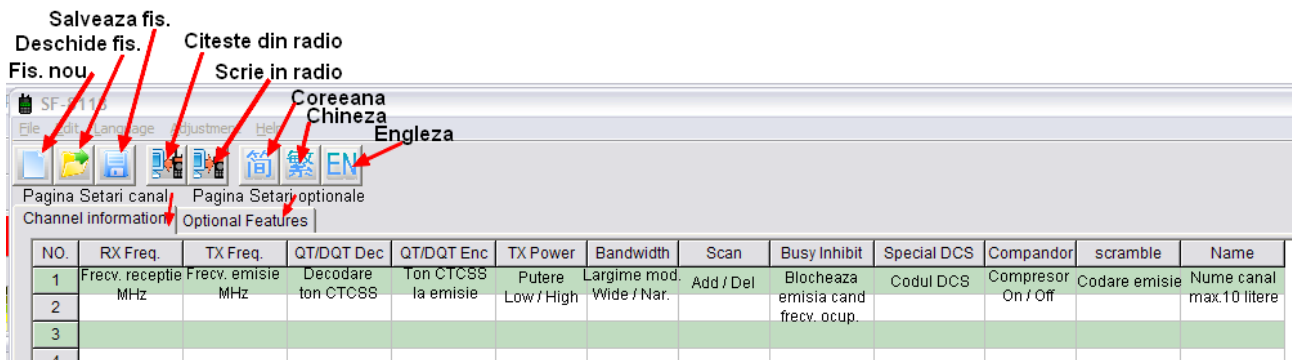 Salveaza fis.
Deschide fis. Citeste din radio
Fis. nou Scrie in radio
Coreeana
SF-8118
Chineza
File Edit Language Adjustment Help
Engleza
简 繁 EN
Pagina Setari canal Pagina Setari optionale
Channel information Optional Features
NO. RX Freq. TX Freq. QT/DQT Dec QT/DQT Enc TX Power Bandwidth Scan Busy Inhibit Special DCS Compandor scramble Name
1 Frecv. receptie MHz Frecv. emisie MHz Decodare ton CTCSS Ton CTCSS la emisie Putere Low / High Largime mod. Wide / Nar. Add / Del Blocheaza emisia cand frecv. ocup. Codul DCS Compresor On / Off Codare emisie Nume canal max.10 litere
2
3